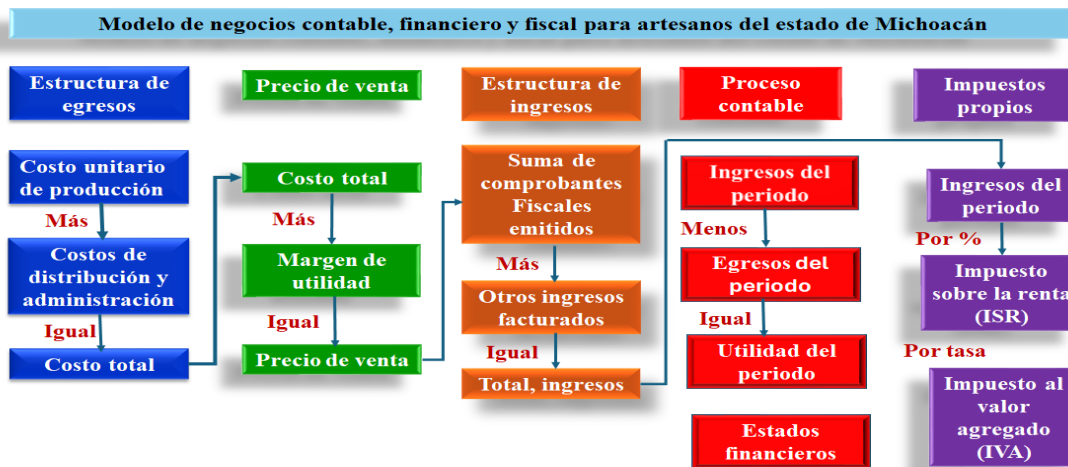 Modelo de negocios contable, financiero y fiscal para artesanos del estado de Michoacán
Estructura de
egresos
Costo unitario
de producción
Más
Costos de
distribución y
administración
Igual
Costo total
Precio de venta
Costo total
Más
Margen de
utilidad
Igual
Precio de venta
Estructura de
ingresos
Suma de
comprobantes
Fiscales
emitidos
Más
Otros ingresos
facturados
Igual
Total, ingresos
Proceso
contable
Ingresos del
periodo
Menos
Egresos del
periodo
Igual
Utilidad del
periodo
Estados
financieros
Impuestos
propios
Ingresos del
periodo
Por %
Impuesto
sobre la renta
(ISR)
Por tasa
Impuesto al
valor
agregado
(IVA)